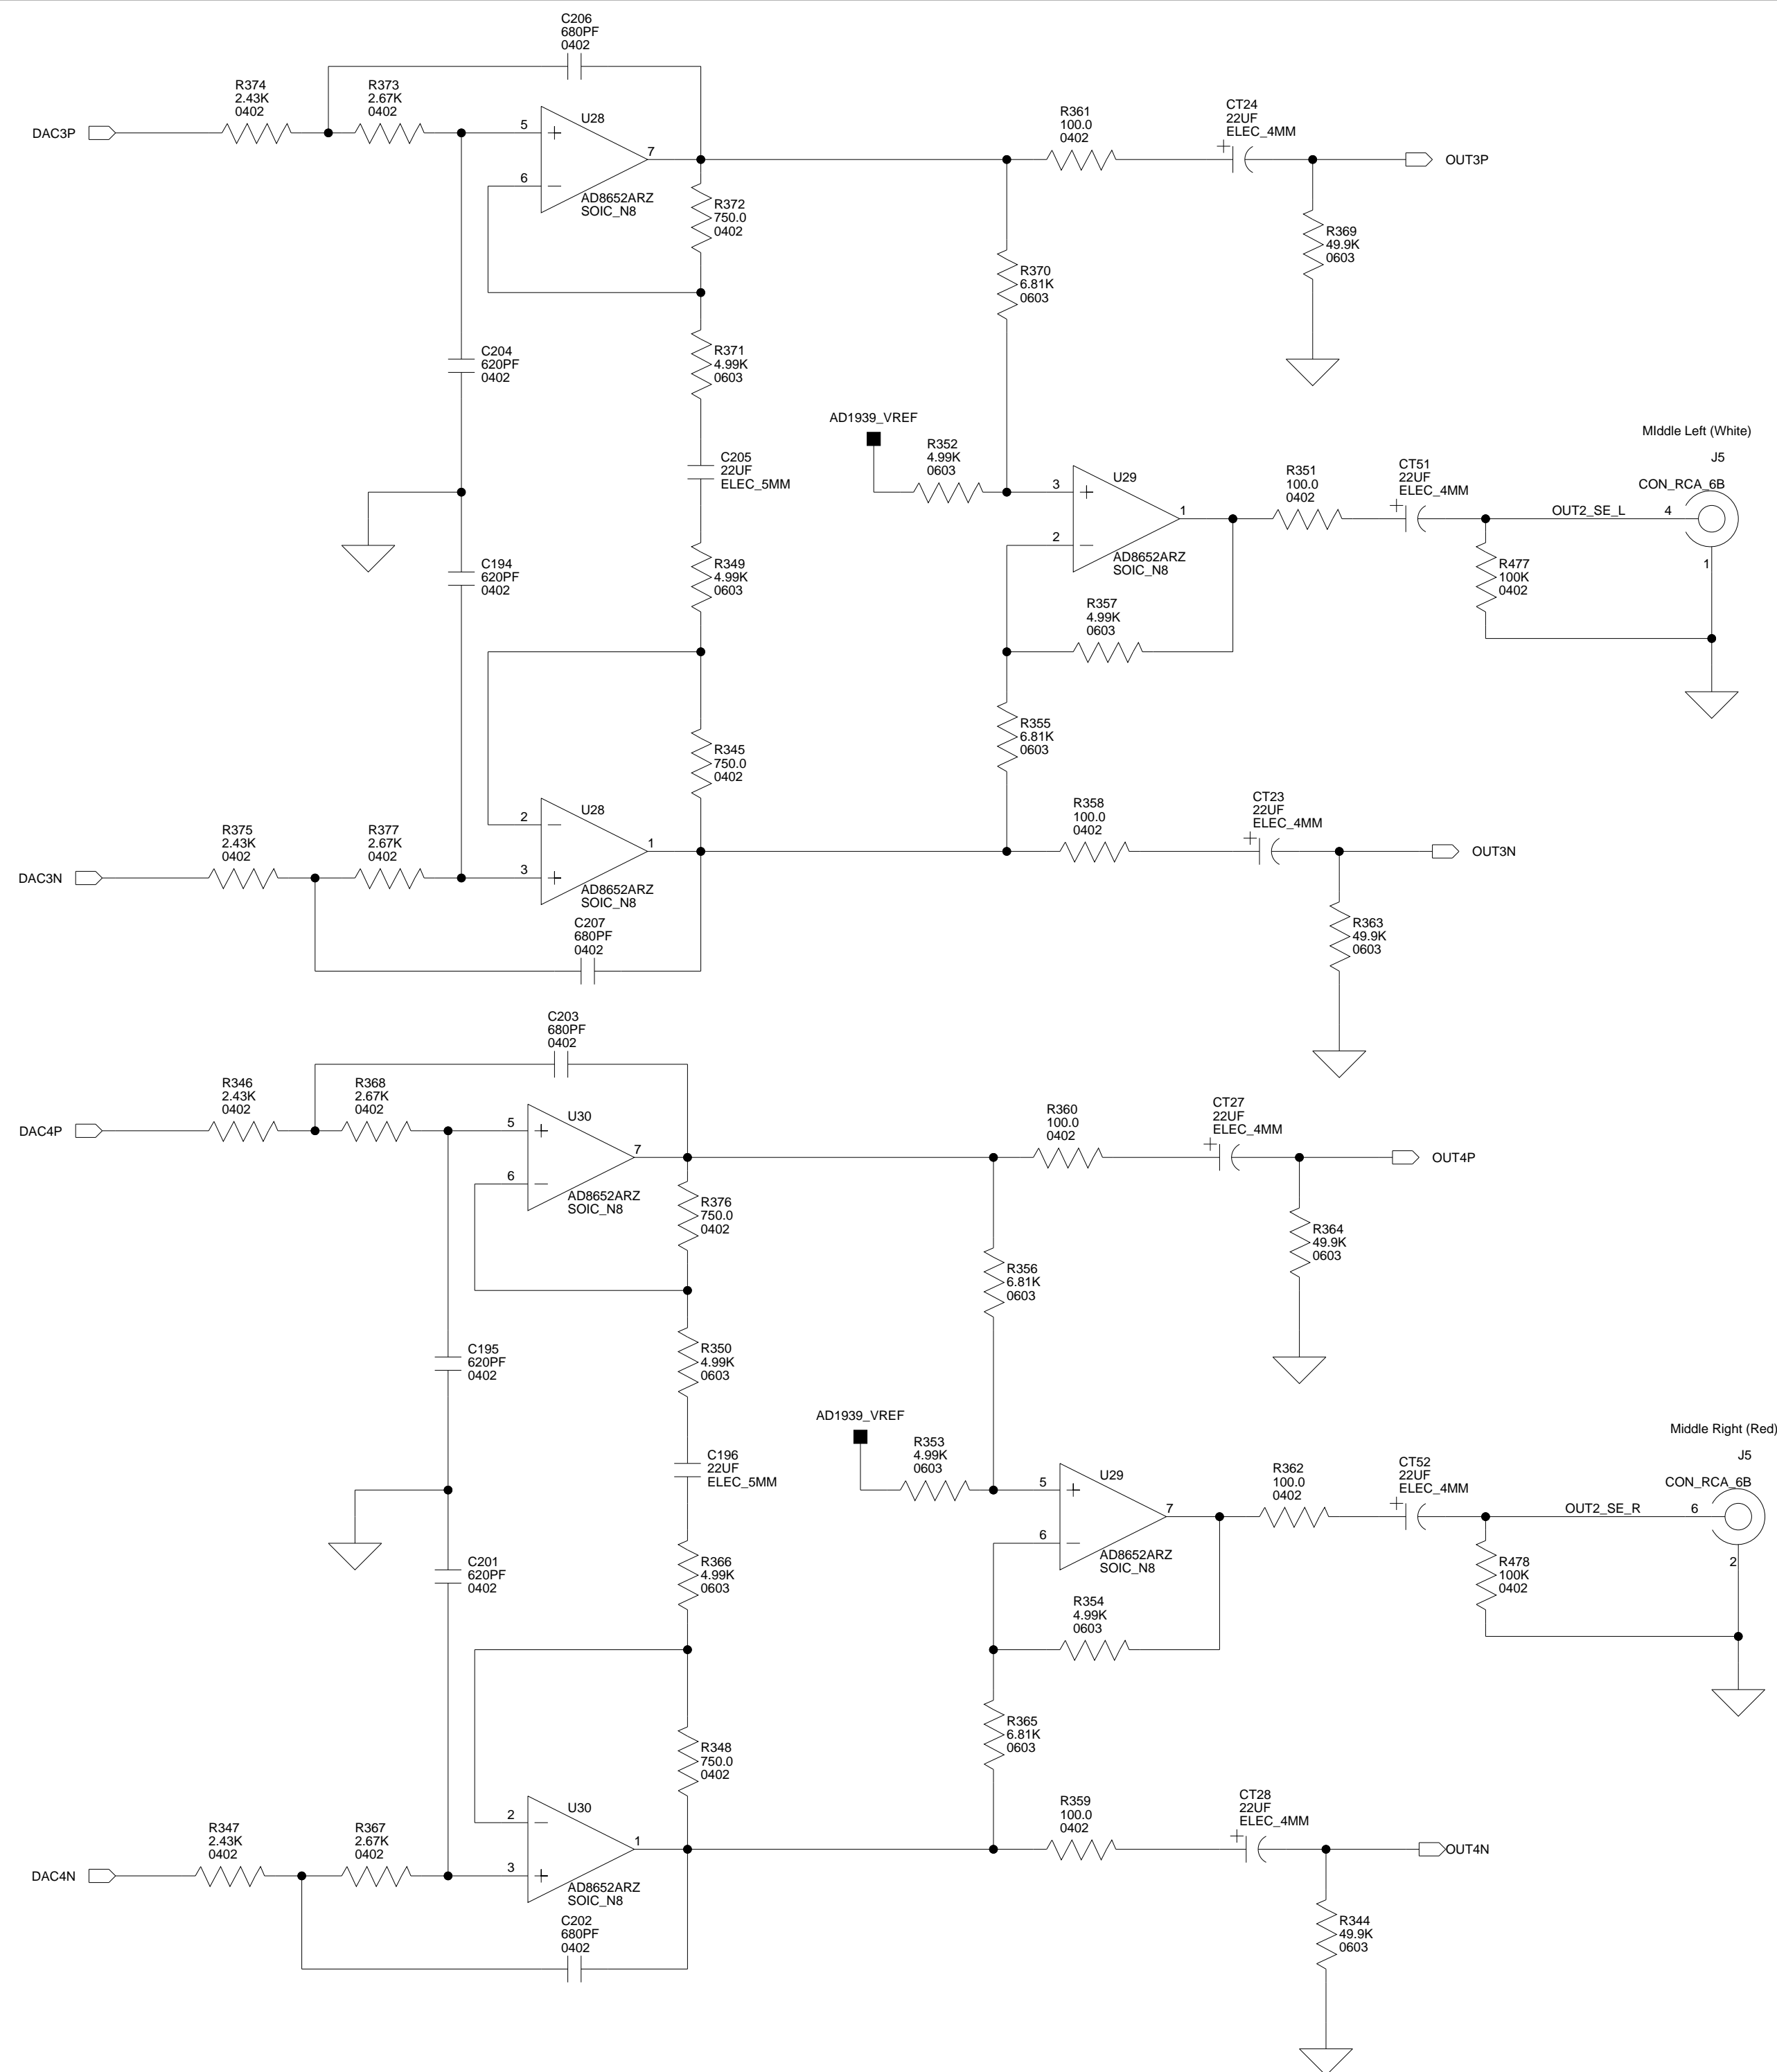 C206
680PF
0402
R374
2.43K
0402
R373
2.67K
0402
DAC3P
5
U28
7
6
AD8652ARZ
SOIC_N8
R361
100.0
0402
CT24
22UF
ELEC_4MM
+
OUT3P
R372
750.0
0402
R369
49.9K
0603
R370
6.81K
0603
C204
620PF
0402
R371
4.99K
0603
AD1939_VREF
R352
4.99K
0603
C205
22UF
ELEC_5MM
3
U29
1
2
AD8652ARZ
SOIC_N8
R351
100.0
0402
CT51
22UF
ELEC_4MM
+
MIddle Left (White)
J5
CON_RCA_6B
OUT2_SE_L
4
1
C194
620PF
0402
R349
4.99K
0603
R477
100K
0402
R357
4.99K
0603
R355
6.81K
0603
R345
750.0
0402
U28
2
1
3
AD8652ARZ
SOIC_N8
R375
2.43K
0402
R377
2.67K
0402
DAC3N
R358
100.0
0402
CT23
22UF
ELEC_4MM
+
OUT3N
C207
680PF
0402
R363
49.9K
0603
C203
680PF
0402
R346
2.43K
0402
R368
2.67K
0402
DAC4P
5
U30
7
6
AD8652ARZ
SOIC_N8
R360
100.0
0402
CT27
22UF
ELEC_4MM
+
OUT4P
R376
750.0
0402
R364
49.9K
0603
R356
6.81K
0603
C195
620PF
0402
R350
4.99K
0603
AD1939_VREF
R353
4.99K
0603
C196
22UF
ELEC_5MM
5
U29
7
6
AD8652ARZ
SOIC_N8
R362
100.0
0402
CT52
22UF
ELEC_4MM
+
Middle Right (Red)
J5
CON_RCA_6B
OUT2_SE_R
6
2
C201
620PF
0402
R366
4.99K
0603
R478
100K
0402
R354
4.99K
0603
R365
6.81K
0603
R348
750.0
0402
U30
2
1
3
AD8652ARZ
SOIC_N8
R347
2.43K
0402
R367
2.67K
0402
DAC4N
R359
100.0
0402
CT28
22UF
ELEC_4MM
+
OUT4N
C202
680PF
0402
R344
49.9K
0603